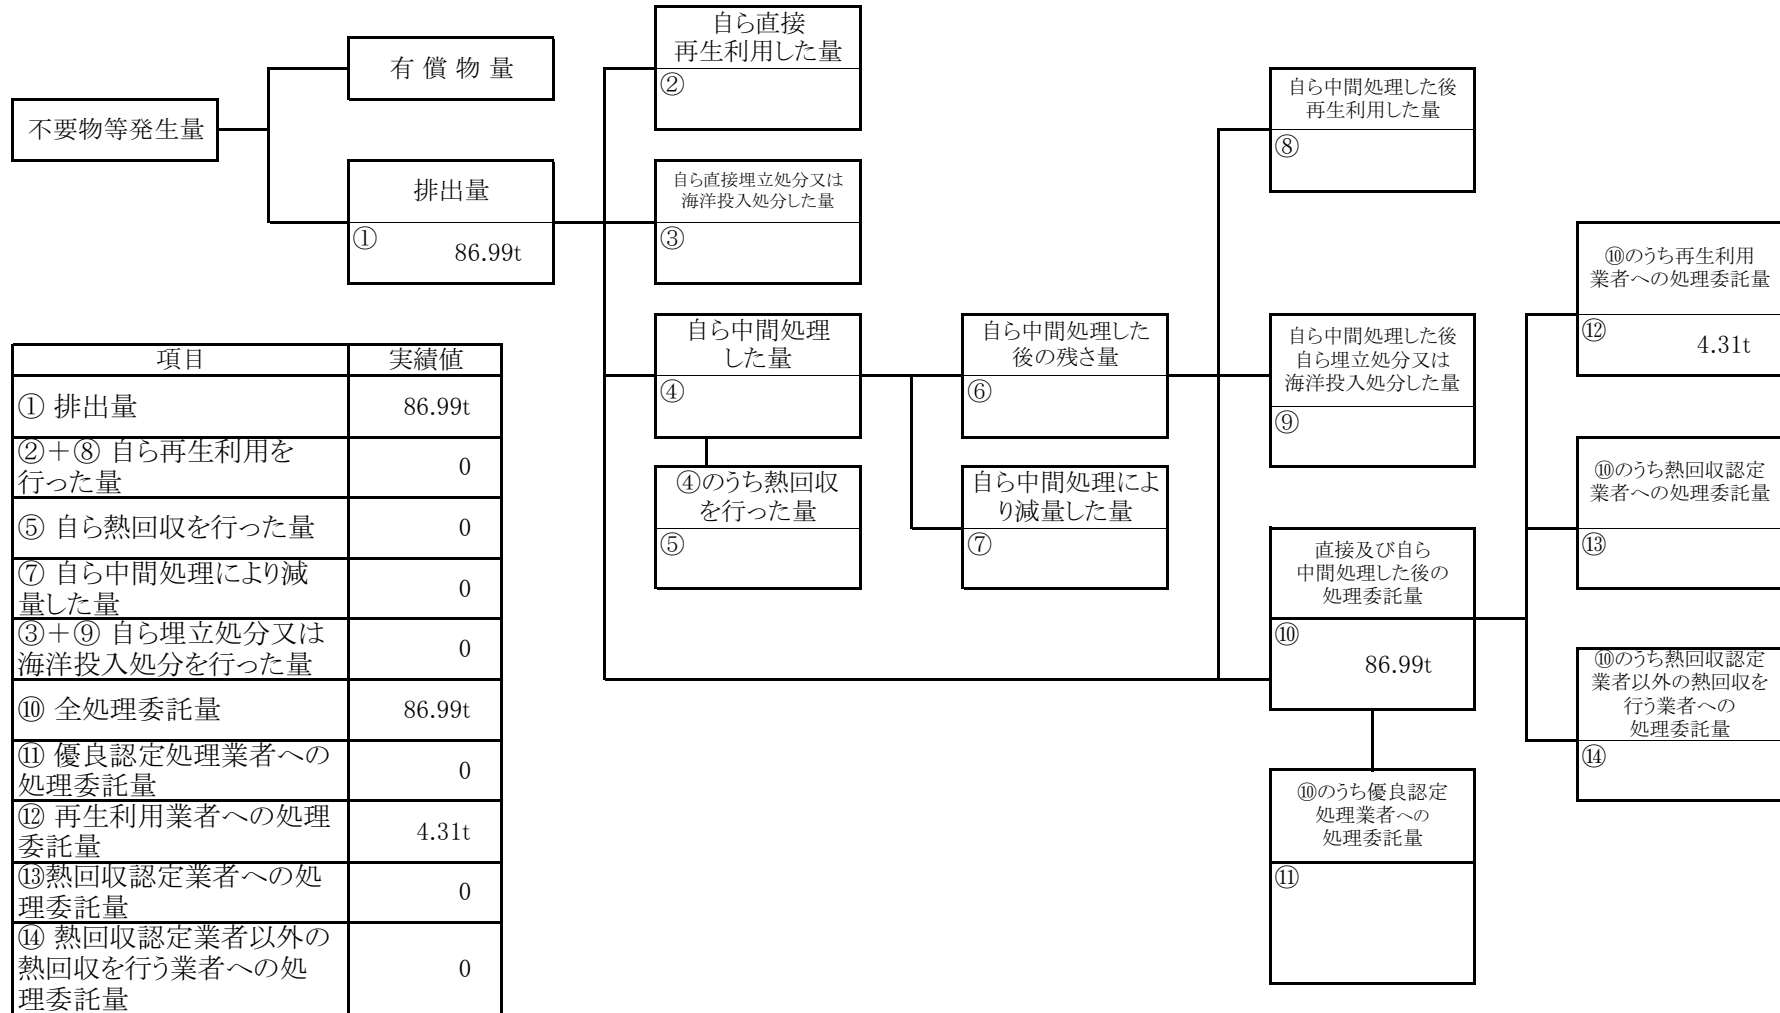 不要物等発生量
有償物量
排出量
①
86.99t
自ら直接
再生利用した量
②
自ら直接埋立処分又は
海洋投入処分した量
③
自ら中間処理
した量
④
④のうち熱回収
を行った量
⑤
自ら中間処理した
後の残さ量
⑥
自ら中間処理によ
り減量した量
⑦
自ら中間処理した後
再生利用した量
⑧
自ら中間処理した後
自ら埋立処分又は
海洋投入処分した量
⑨
直接及び自ら
中間処理した後の
処理委託量
⑩
86.99t
⑩のうち優良認定
処理業者への
処理委託量
⑪
⑩のうち再生利用
業者への処理委託量
⑫
4.31t
⑩のうち熱回収認定
業者への処理委託量
⑬
⑩のうち熱回収認定
業者以外の熱回収を
行う業者への
処理委託量
⑭
項目 実績値
① 排出量 86.99t
②+⑧ 自ら再生利用を
行った量 0
⑤ 自ら熱回収を行った量 0
⑦ 自ら中間処理により減
量した量 0
③+⑨ 自ら埋立処分又は
海洋投入処分を行った量 0
⑩ 全処理委託量 86.99t
⑪ 優良認定処理業者への
処理委託量 0
⑫ 再生利用業者への処理
委託量 4.31t
⑬熱回収認定業者への処
理委託量 0
⑭ 熱回収認定業者以外の
熱回収を行う業者への処
理委託量 0